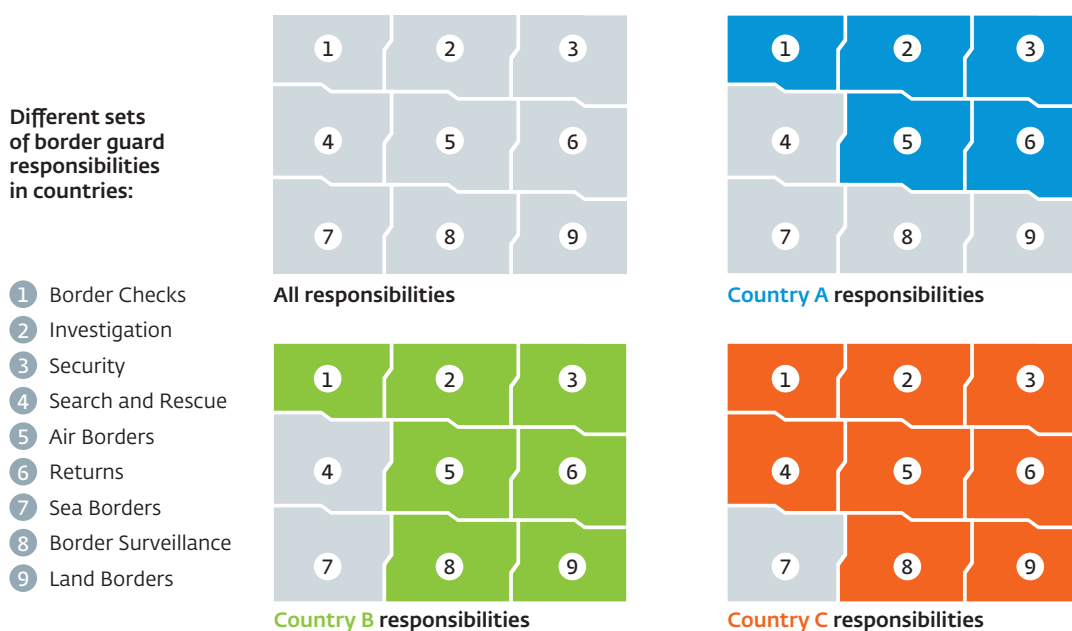 Different sets
of border guard
responsibilities
in countries:
1 Border Checks
2 Investigation
3 Security
4 Search and Rescue
5 Air Borders
6 Returns
7 Sea Borders
8 Border Surveillance
9 Land Borders
1 2 3
4 5 6
7 8 9
All responsibilities
1 2 3
4 5 6
7 8 9
Country A responsibilities
1 2 3
4 5 6
7 8 9
Country B responsibilities
1 2 3
4 5 6
7 8 9
Country C responsibilities